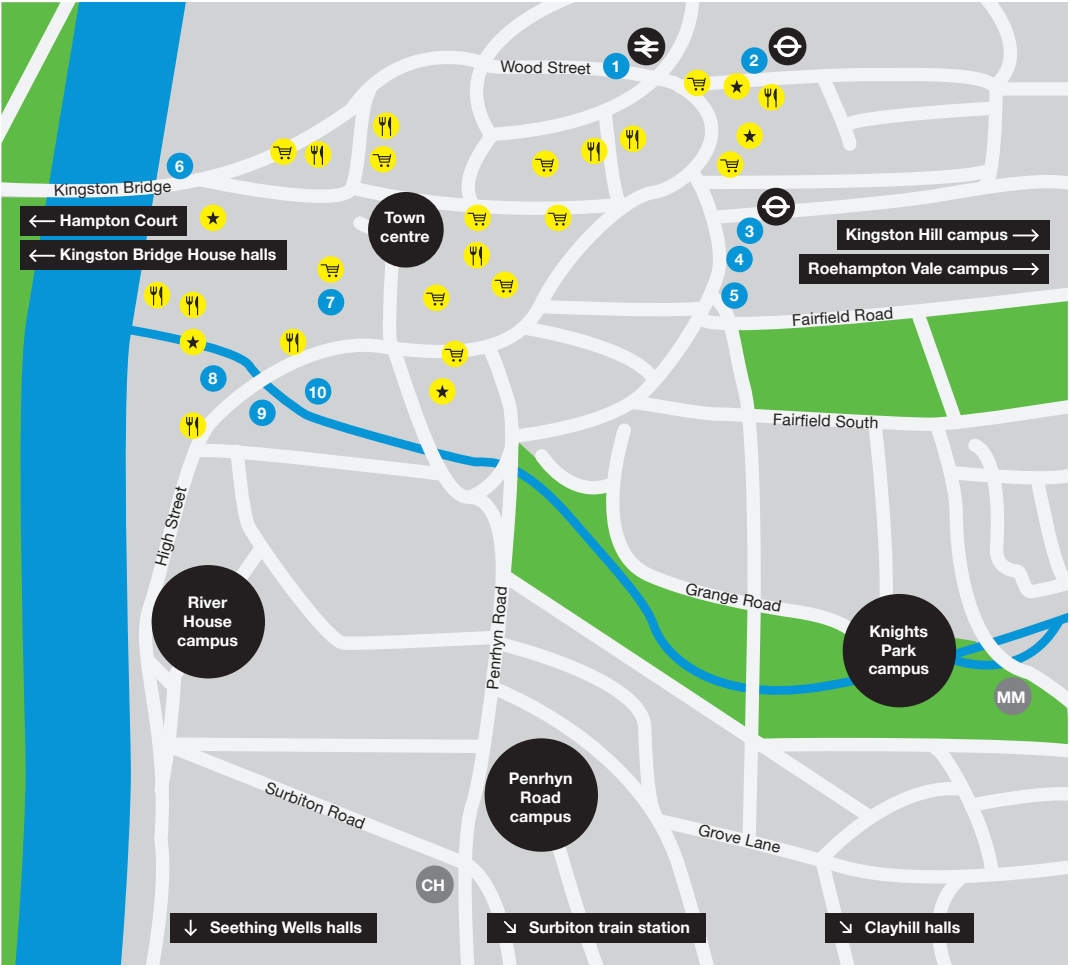 Wood Street
1
2
6
Kingston Bridge
← Hampton Court
← Kingston Bridge House halls
Town
centre
3
4
5
Kingston Hill campus →
Roehampton Vale campus →
7
Fairfield Road
8
9
10
Fairfield South
High Street
River
House
campus
Penrhyn Road
Grange Road
Knights
Park
campus
MM
Penrhyn
Road
campus
Surbiton Road
Grove Lane
CH
↓ Seething Wells halls
↘ Surbiton train station
↘ Clayhill halls